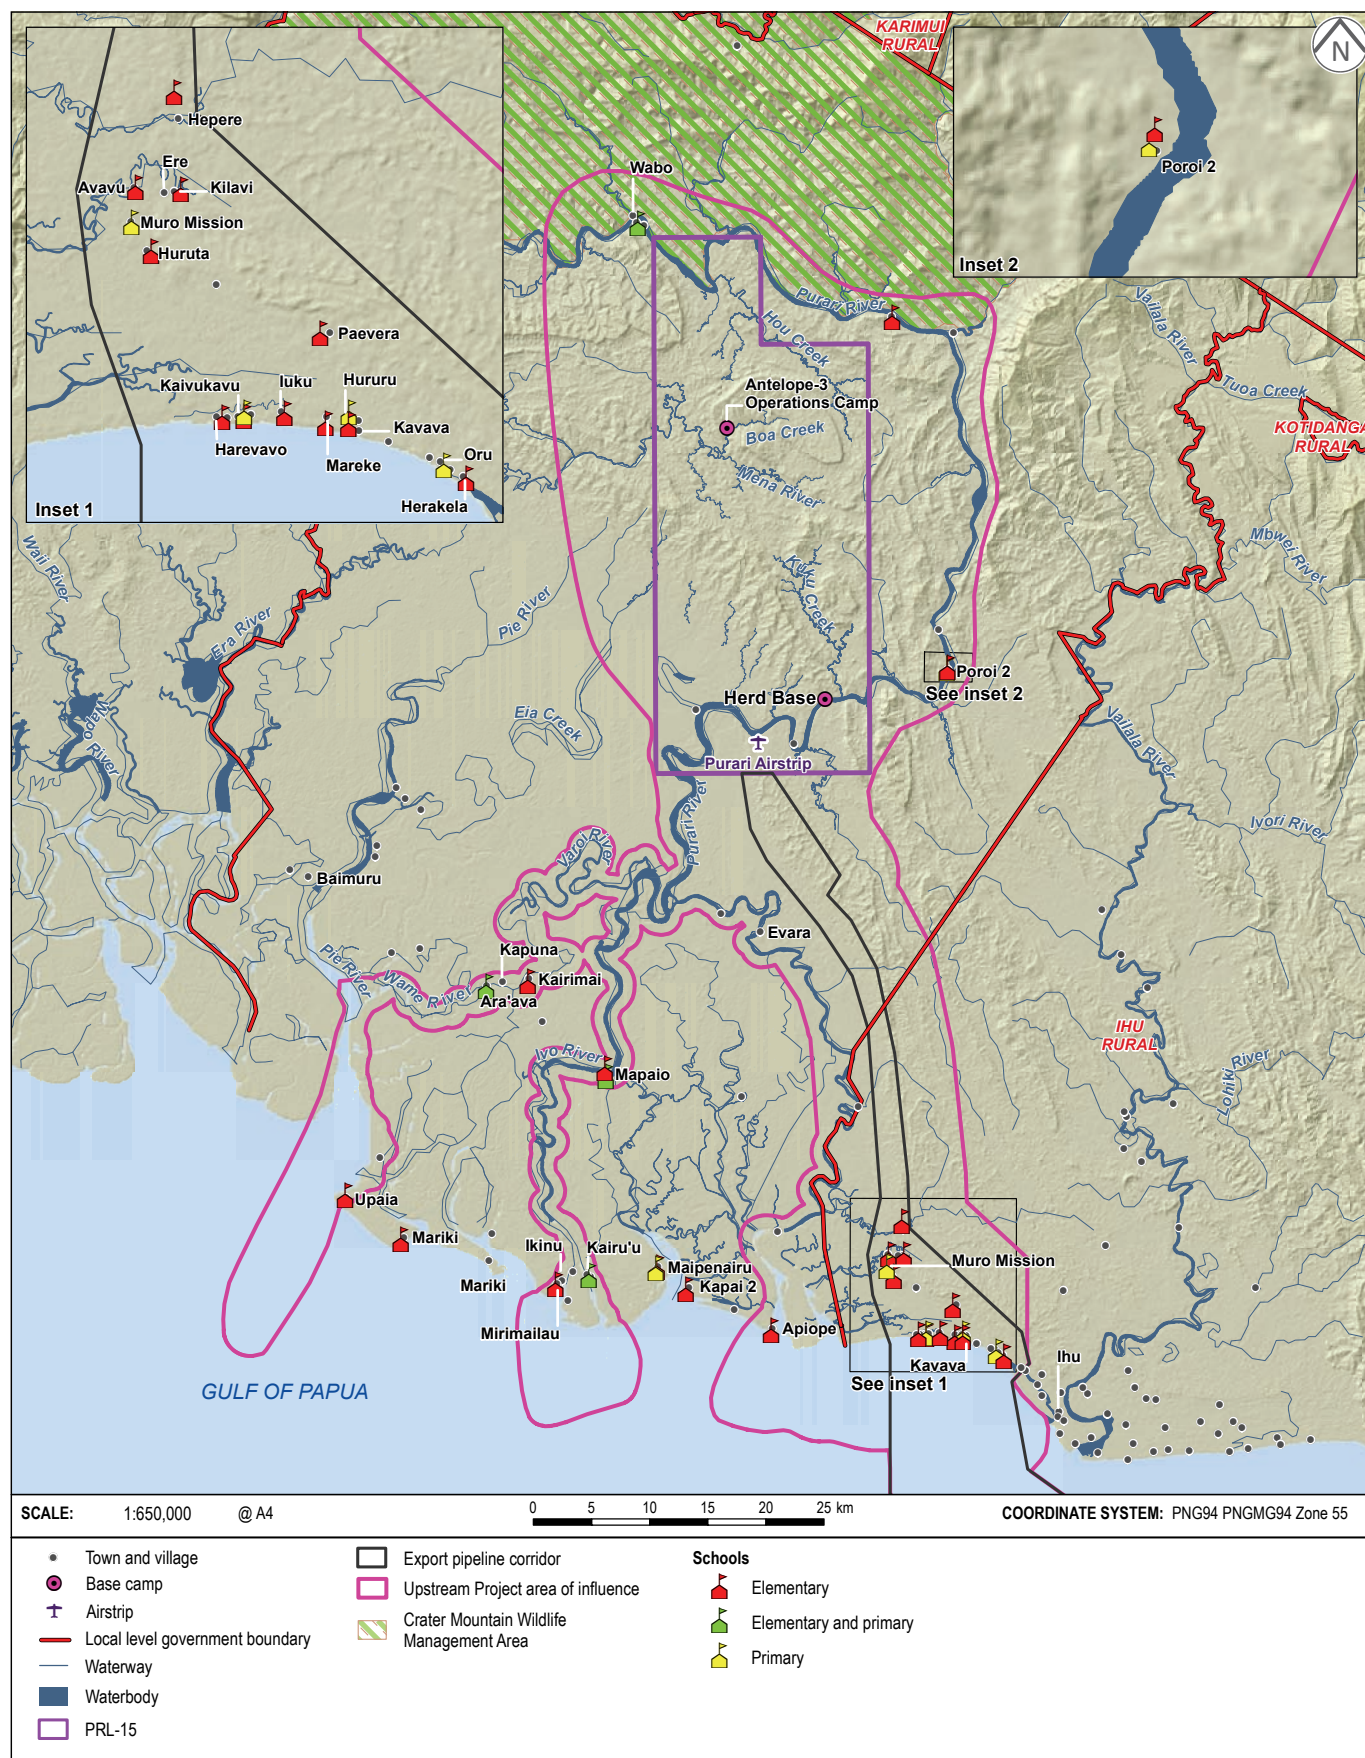 KARIMUI
RURAL
N
Hepere
Ere
Avavu
Kilavi
Muro Mission
Huruta
Paevera
Kaivukavu
Iuku
Hururu
Harevavo
Mareke
Kavava
Oru
Herakela
Inset 1
Wabo
Poroi 2
Inset 2
Purari River
Hou Creek
Vailala River
Tuoa Creek
KOTIDANGA
RURAL
Antelope-3
Operations Camp
Boa Creek
Mena River
Mbwei River
Kuku Creek
Waii River
Era River
Pie River
Wapo
River
Eia Creek
Herd Base
Poroi 2
See inset 2
Purari Airstrip
Purari River
Vailala River
Ivori River
Varoi River
Baimuru
Evara
Kapuna
Pie River
Wame River
Kairimai
Ara'ava
IHU
RURAL
Ivo River
Mapaio
Lohiki River
Upaia
Mariki
Ikinu
Kairu'u
Mariki
Maipenairu
Kapai 2
Muro Mission
Mirimailau
Apiope
Kavava
Ihu
See inset 1
GULF OF PAPUA
SCALE: 1:650,000 @ A4
0 5 10 15 20 25 km
COORDINATE SYSTEM: PNG94 PNGMG94 Zone 55
Town and village
Base camp
Airstrip
Local level government boundary
Waterway
Waterbody
PRL-15
Export pipeline corridor
Upstream Project area of influence
Crater Mountain Wildlife
Management Area
Schools
Elementary
Elementary and primary
Primary